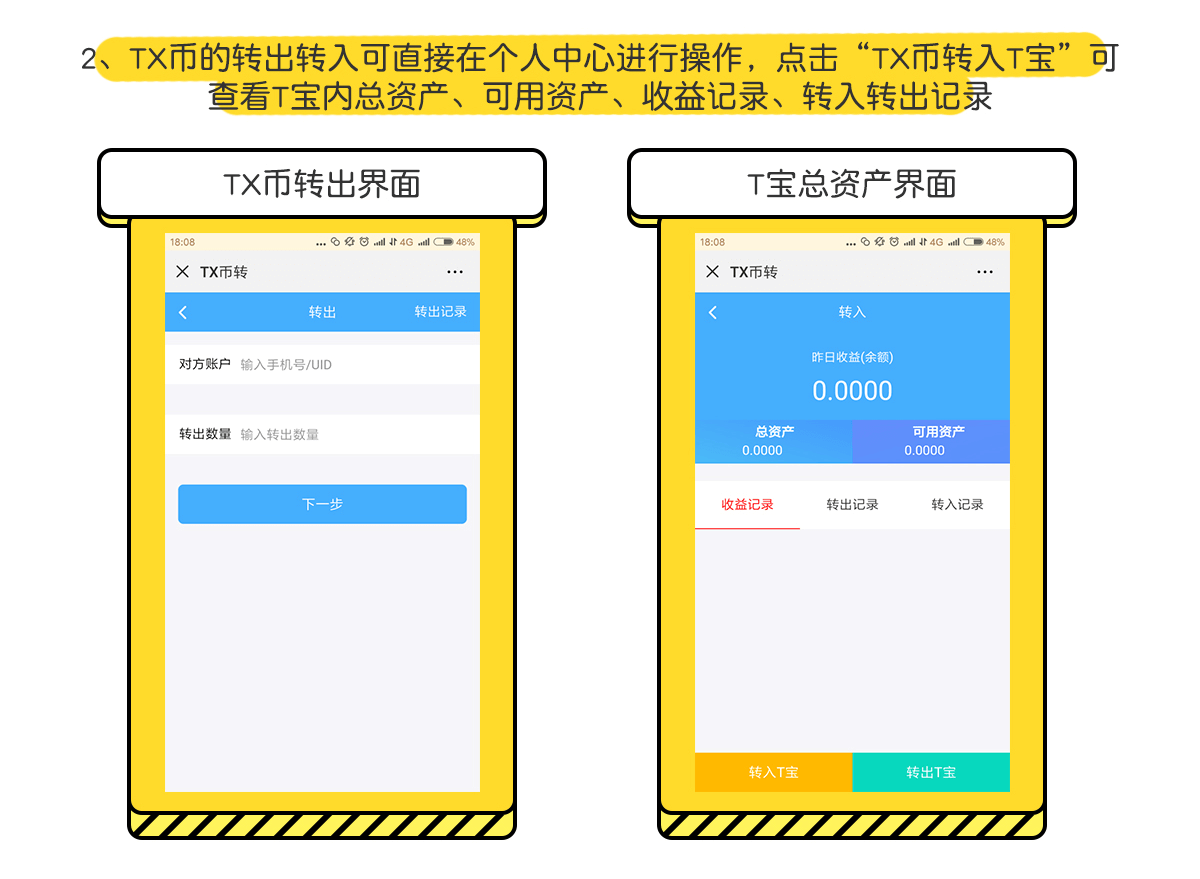 2、TX币的转出转入可直接在个人中心进行操作，点击“TX币转入T宝”可
查看T宝内总资产、可用资产、收益记录、转入转出记录
TX币转出界面
18:08
4G
48%
TX币转
转出
转出记录
对方账户 输入手机号/UID
转出数量 输入转出数量
下一步
T宝总资产界面
18:08
4G
48%
TX币转
转入
昨日收益(余额)
0.0000
总资产 可用资产
0.0000 0.0000
收益记录 转出记录 转入记录
转入T宝 转出T宝